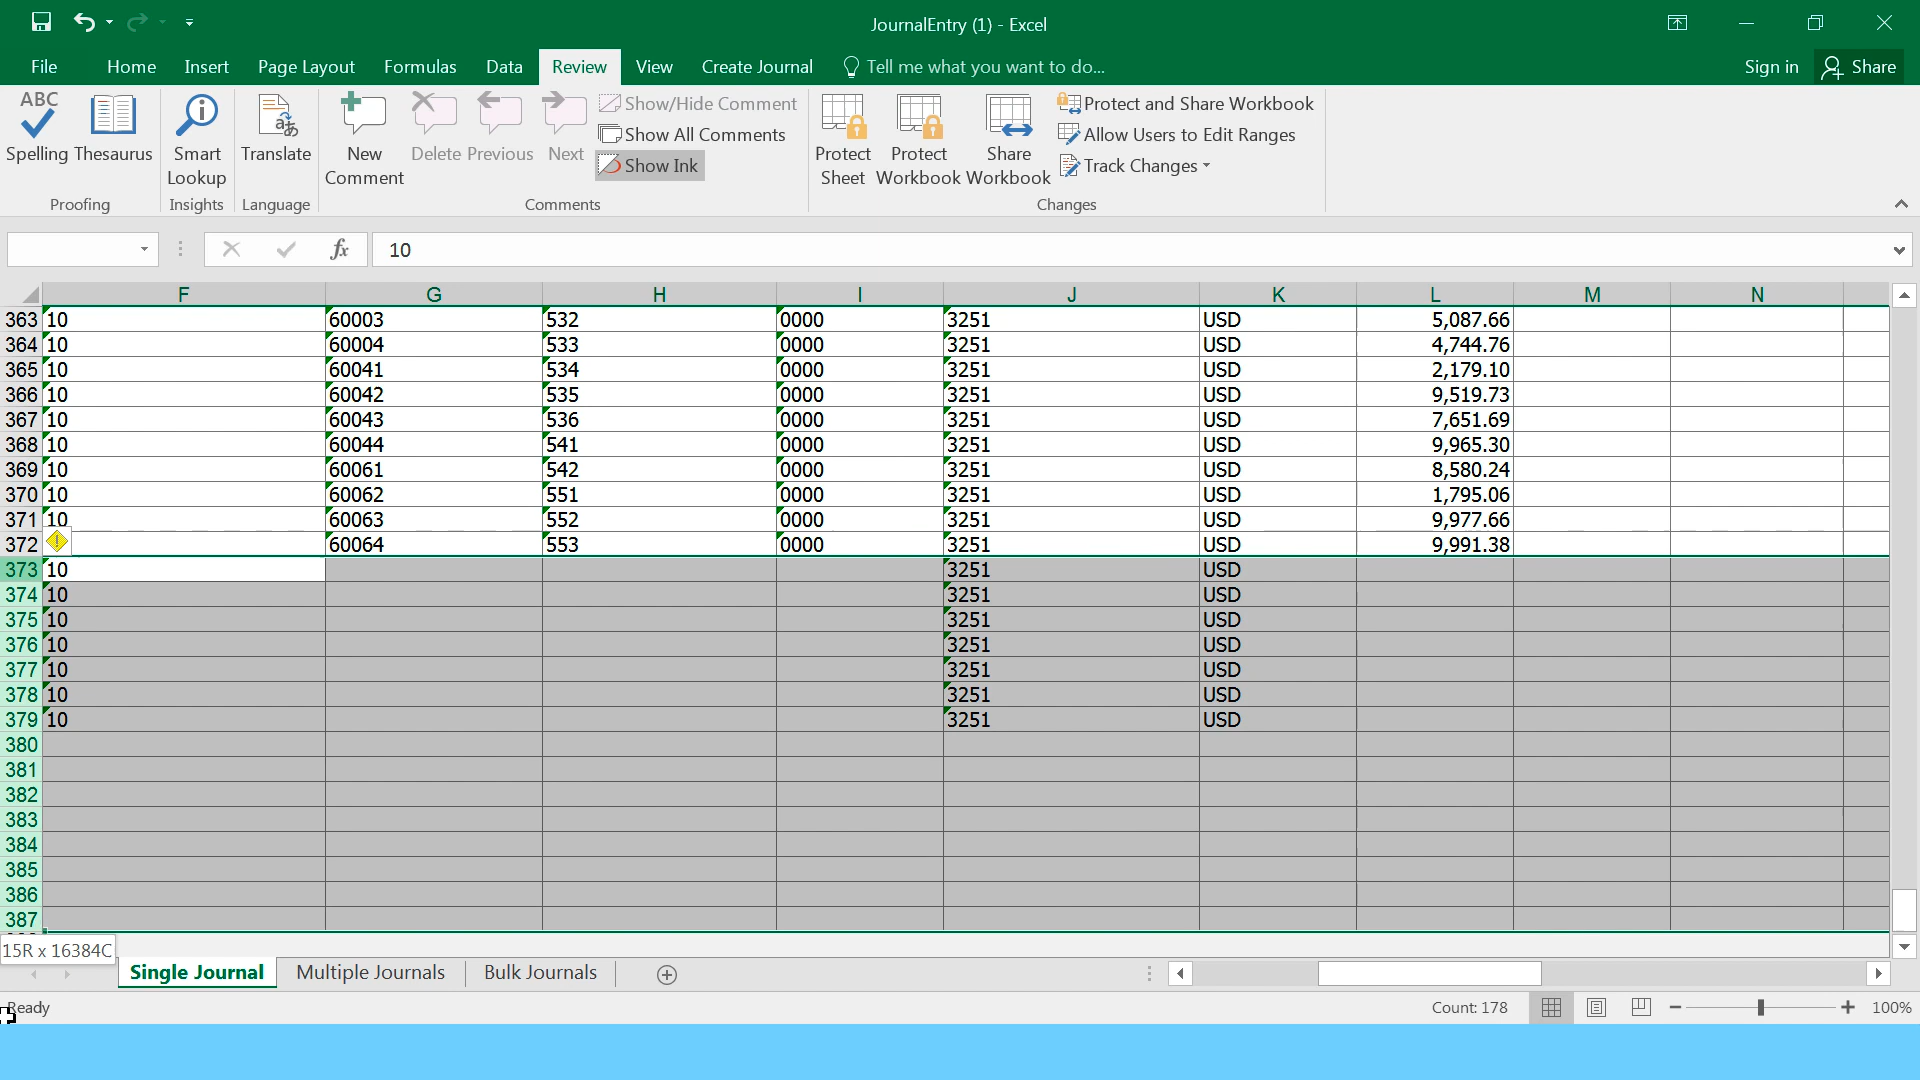 JournalEntry (1) - Excel
File Home Insert Page Layout Formulas Data Review View Create Journal Tell me what you want to do... Sign in Share
ABC
Spelling Thesaurus Smart Lookup Translate New Comment Delete Previous Next Show/Hide Comment
Show All Comments
Show Ink
Protect Sheet Protect Workbook Share Workbook Protect and Share Workbook
Allow Users to Edit Ranges
Track Changes
Proofing Insights Language Comments Changes
fx 10
F G H I J K L M N
363 10 60003 532 0000 3251 USD 5,087.66
364 10 60004 533 0000 3251 USD 4,744.76
365 10 60041 534 0000 3251 USD 2,179.10
366 10 60042 535 0000 3251 USD 9,519.73
367 10 60043 536 0000 3251 USD 7,651.69
368 10 60044 541 0000 3251 USD 9,965.30
369 10 60061 542 0000 3251 USD 8,580.24
370 10 60062 551 0000 3251 USD 1,795.06
371 10 60063 552 0000 3251 USD 9,977.66
372 60064 553 0000 3251 USD 9,991.38
373 10 3251 USD
374 10 3251 USD
375 10 3251 USD
376 10 3251 USD
377 10 3251 USD
378 10 3251 USD
379 10 3251 USD
380
381
382
383
384
385
386
387
15R x 16384C
Single Journal Multiple Journals Bulk Journals
Ready Count: 178 100%